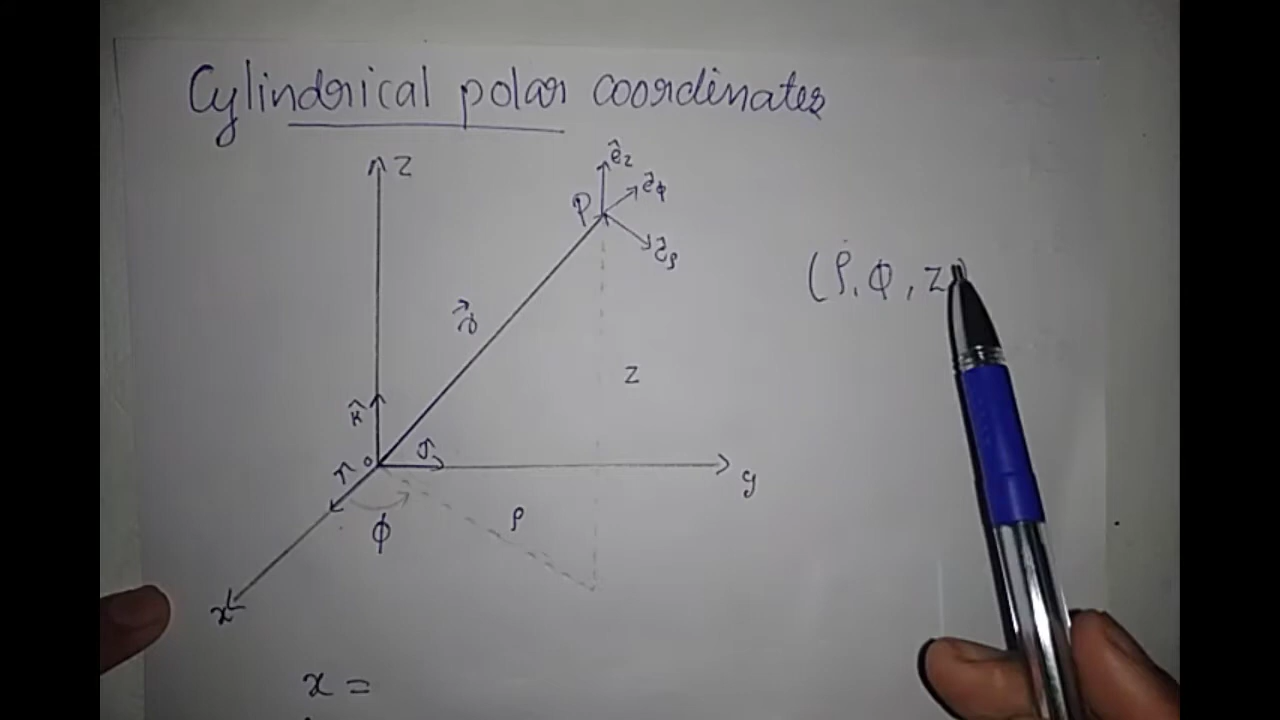 Cylindrical polar coordinates
z
ê_z
ê_φ
P
ê_ρ
(ρ, φ, z)
r⃗
z
k̂
ĵ
o
î
y
φ
ρ
x
x =